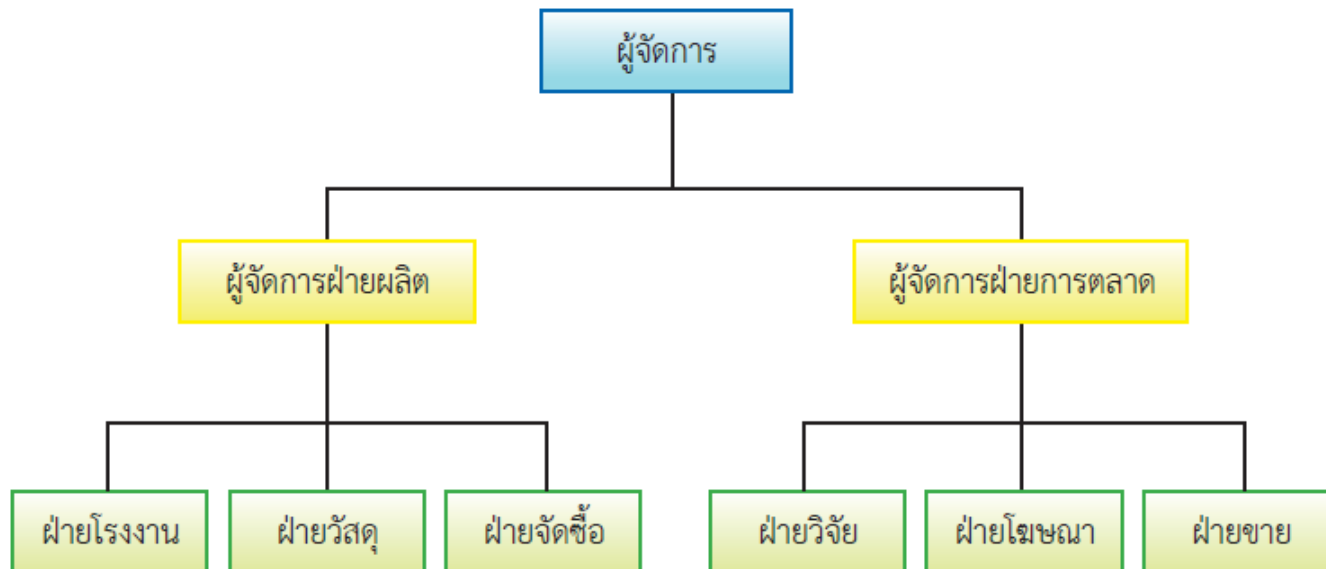 ผู้จัดการ
ผู้จัดการฝ่ายผลิต
ผู้จัดการฝ่ายการตลาด
ฝ่ายโรงงาน
ฝ่ายวัสดุ
ฝ่ายจัดซื้อ
ฝ่ายวิจัย
ฝ่ายโฆษณา
ฝ่ายขาย